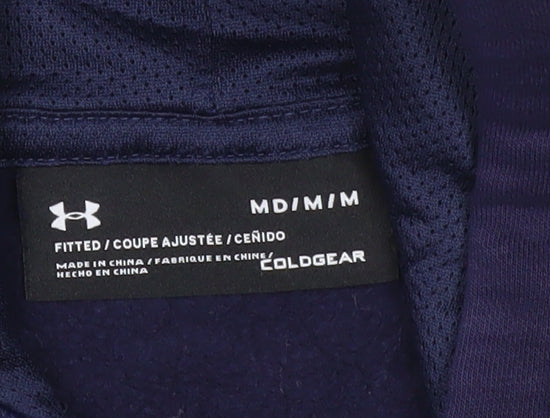 MD/M/M
FITTED / COUPE AJUSTÉE / CEÑIDO
MADE IN CHINA / FABRIQUE EN CHINE/
HECHO EN CHINA
COLDGEAR